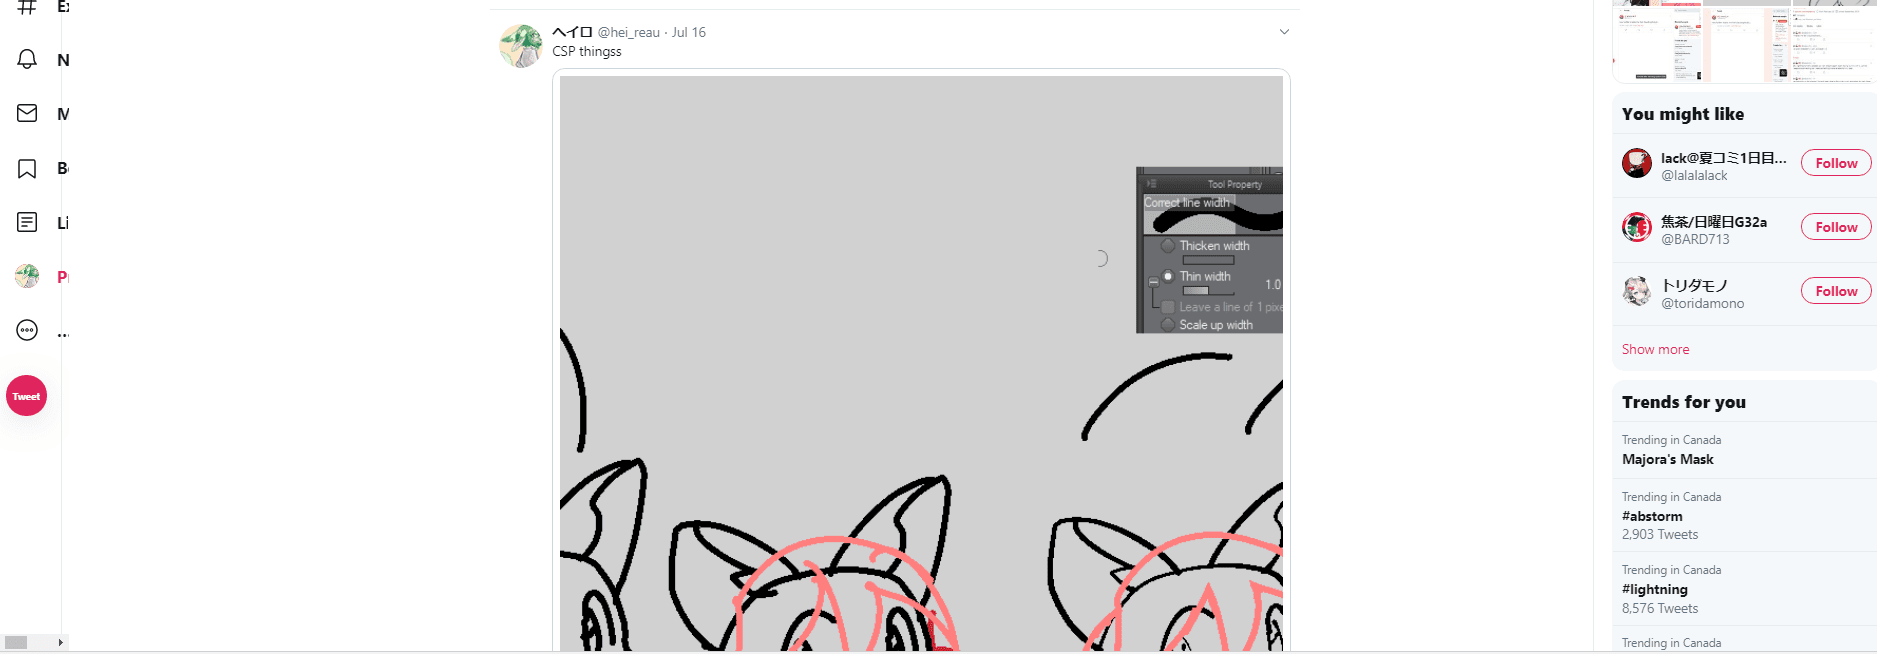 Ex
N
M
Bo
Li
Pr
...
Tweet
ヘイロ @hei_reau · Jul 16
CSP thingss
Tool Property
Correct line width
Thicken width
Thin width
1.0
Leave a line of 1 pixe
Scale up width
You might like
lack@夏コミ1日目...
@lalalalack
Follow
焦茶/日曜日G32a
@BARD713
Follow
トリダモノ
@toridamono
Follow
Show more
Trends for you
Trending in Canada
Majora's Mask
Trending in Canada
#abstorm
2,903 Tweets
Trending in Canada
#lightning
8,576 Tweets
Trending in Canada